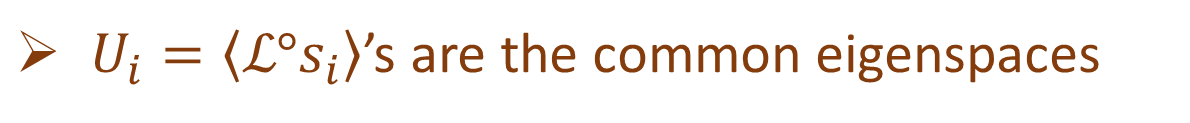 ➢ 𝑈ᵢ = ⟨ℒ°𝑠ᵢ⟩’s are the common eigenspaces